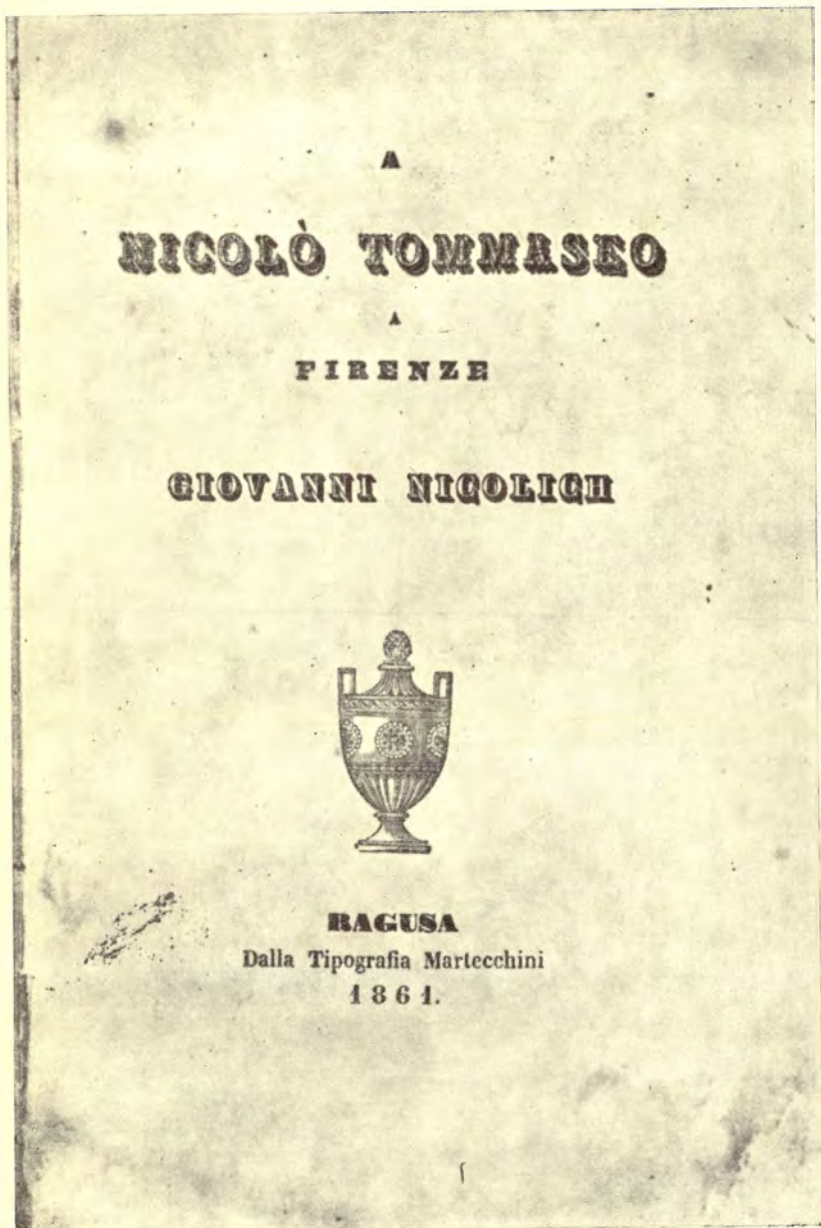 A
NICOLÒ TOMMASEO
A
FIRENZE
GIOVANNI NICOLICH
RAGUSA
Dalla Tipografia Martecchini
1861.